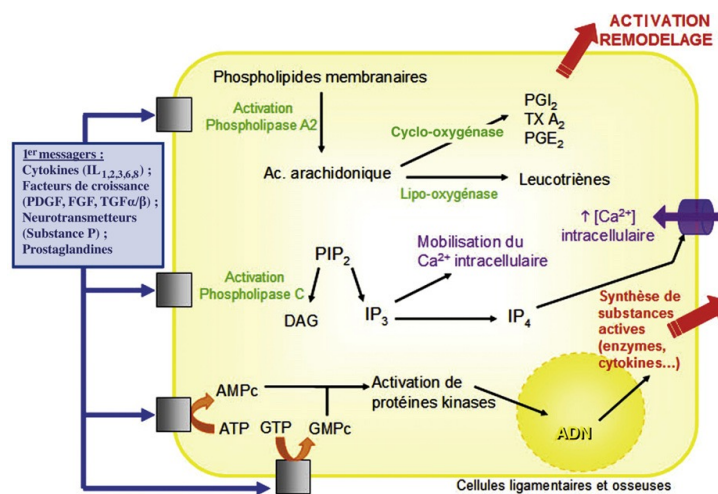 ACTIVATION
REMODELAGE
Phospholipides membranaires
Activation
Phospholipase A2
PGI2
TX A2
PGE2
Cyclo-oxygénase
1er messagers :
Cytokines (IL1,2,3,6,8) ;
Facteurs de croissance
(PDGF, FGF, TGFα/β) ;
Neurotransmetteurs
(Substance P) ;
Prostaglandines
Ac. arachidonique
Lipo-oxygénase
Leucotriènes
↑ [Ca2+]
intracellulaire
Mobilisation du
Ca2+ intracellulaire
PIP2
Activation
Phospholipase C
DAG
IP3
IP4
Synthèse de
substances
actives
(enzymes,
cytokines...)
AMPc
Activation de
protéines kinases
ATP
GTP
GMPc
ADN
Cellules ligamentaires et osseuses